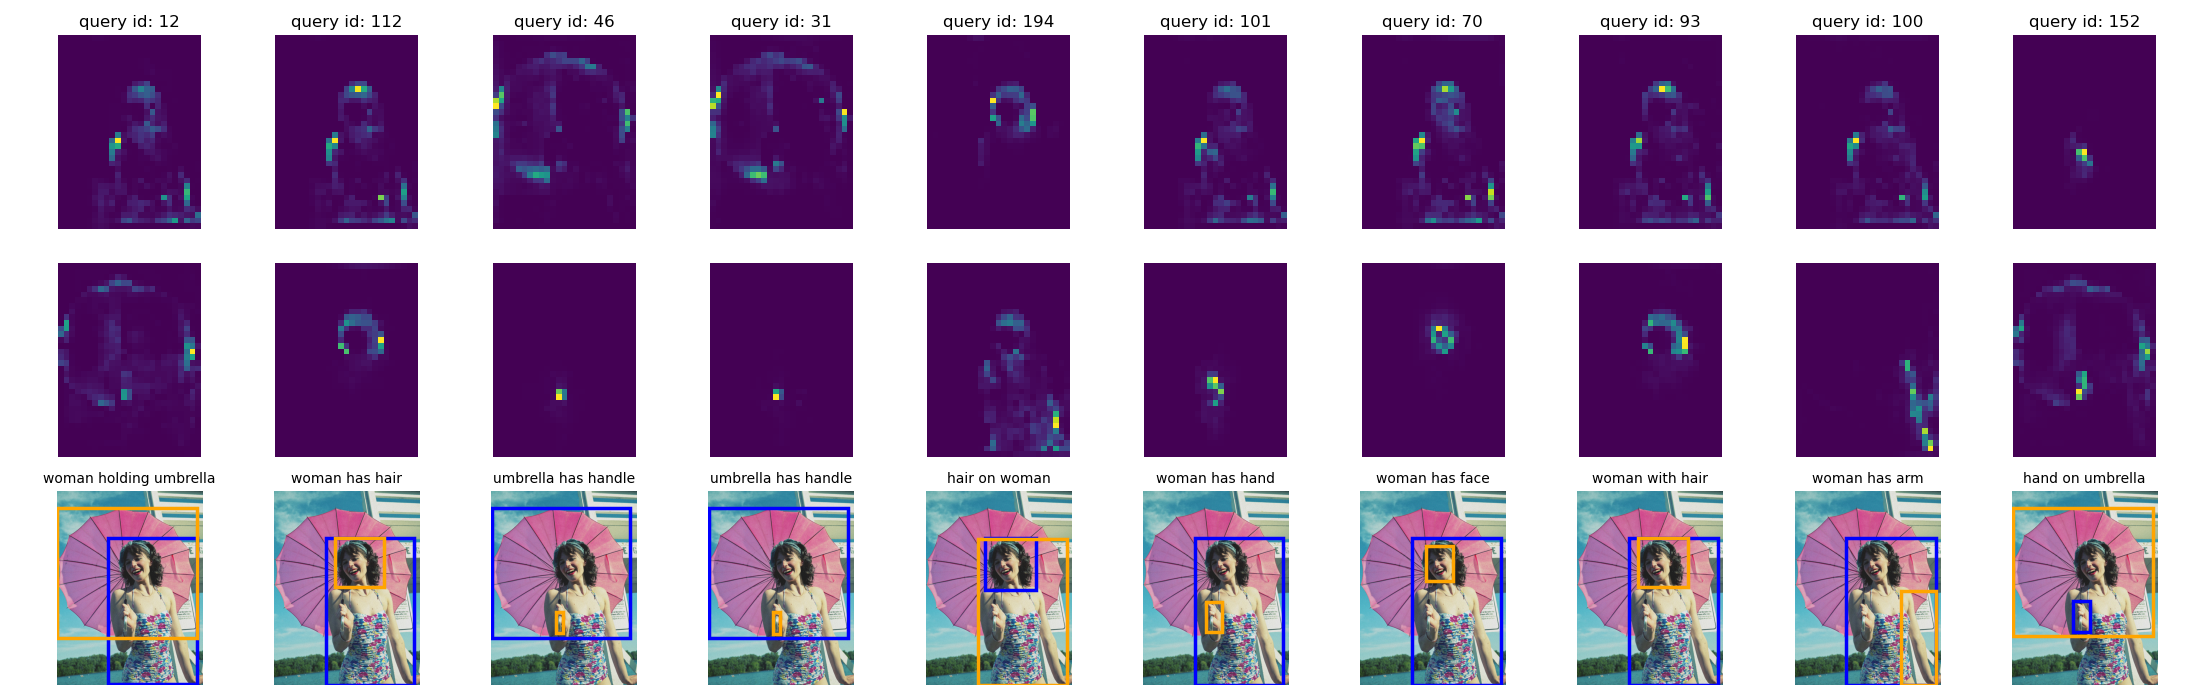 query id: 12
query id: 112
query id: 46
query id: 31
query id: 194
query id: 101
query id: 70
query id: 93
query id: 100
query id: 152
woman holding umbrella
woman has hair
umbrella has handle
umbrella has handle
hair on woman
woman has hand
woman has face
woman with hair
woman has arm
hand on umbrella